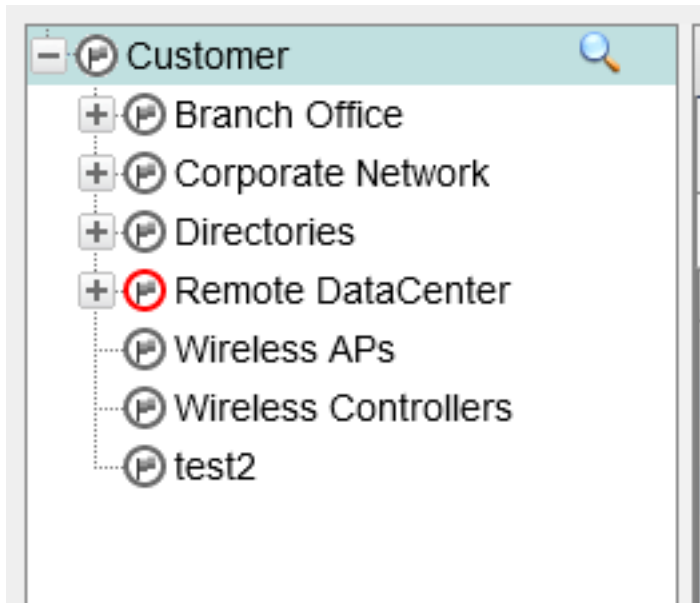 Customer
Branch Office
Corporate Network
Directories
Remote DataCenter
Wireless APs
Wireless Controllers
test2